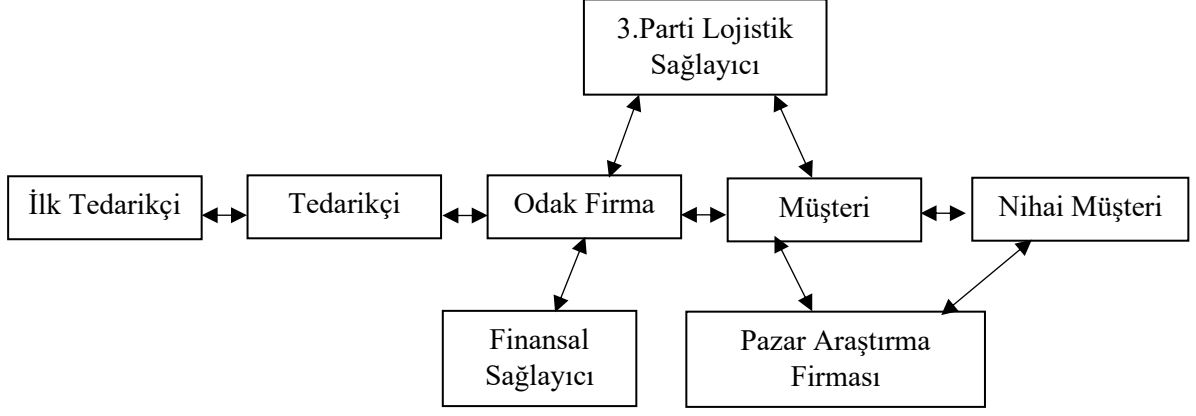 3.Parti Lojistik
Sağlayıcı
İlk Tedarikçi
Tedarikçi
Odak Firma
Müşteri
Nihai Müşteri
Finansal
Sağlayıcı
Pazar Araştırma
Firması